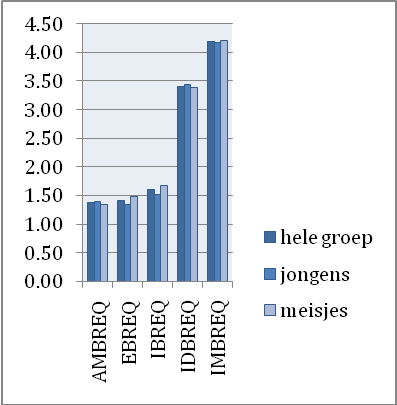 4.50
4.00
3.50
3.00
2.50
2.00
1.50
1.00
0.50
0.00
AMBREQ
EBREQ
IBREQ
IDBREQ
IMBREQ
hele groep
jongens
meisjes